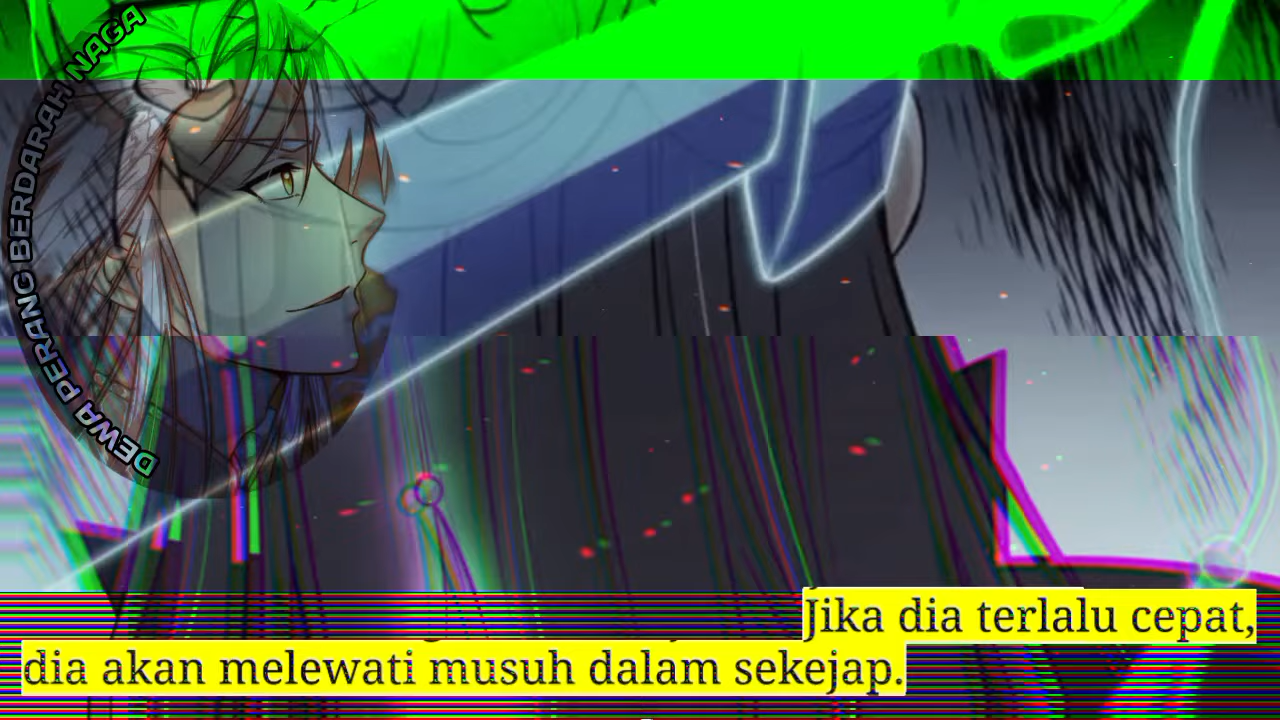 DEWA PERANG BERDARAH NAGA
Jika dia terlalu cepat,
dia akan melewati musuh dalam sekejap.